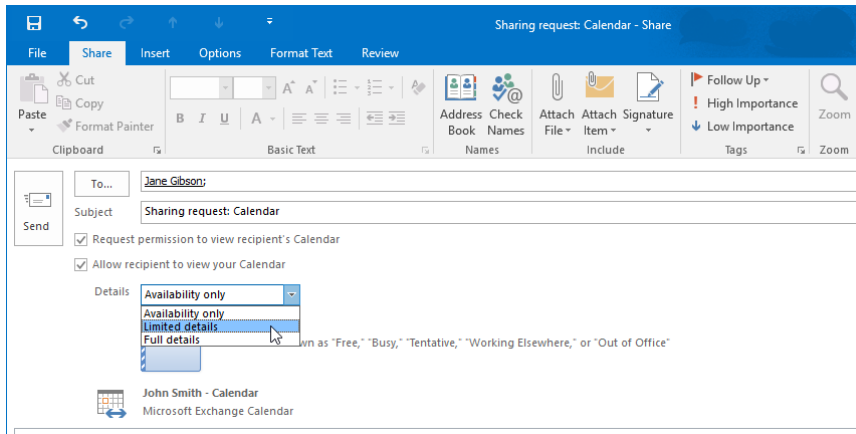 Sharing request: Calendar - Share
File Share Insert Options Format Text Review
Cut
Copy
Format Painter
Paste
Clipboard
A A
B I U A
Basic Text
Address Book
Check Names
Names
Attach File
Attach Item
Signature
Include
Follow Up
High Importance
Low Importance
Tags
Zoom
Zoom
Send
To... Jane Gibson;
Subject Sharing request: Calendar
Request permission to view recipient's Calendar
Allow recipient to view your Calendar
Details Availability only
Availability only
Limited details
Full details
as "Free," "Busy," "Tentative," "Working Elsewhere," or "Out of Office"
John Smith - Calendar
Microsoft Exchange Calendar